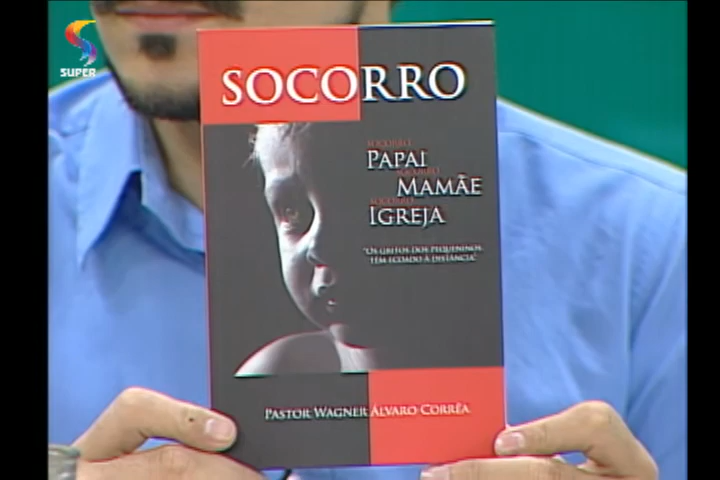 SUPER
SOCORRO
SOCORRO
PAPAI
SOCORRO
MAMÃE
SOCORRO
IGREJA
"OS GRITOS DOS PEQUENINOS
TÊM ECOADO À DISTÂNCIA"
PASTOR WAGNER ÁLVARO CORRÊA